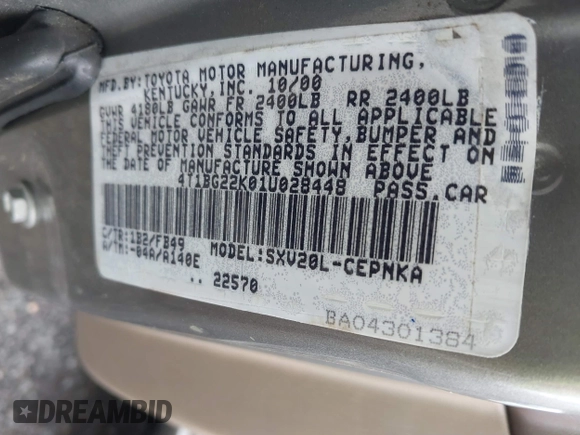 MFD.BY:TOYOTA MOTOR MANUFACTURING,
KENTUCKY,INC. 10/00
GVWR 4180LB GAWR FR 2400LB RR 2400LB
THIS VEHICLE CONFORMS TO ALL APPLICABLE
FEDERAL MOTOR VEHICLE SAFETY,BUMPER AND
THEFT PREVENTION STANDARDS IN EFFECT ON
THE DATE OF MANUFACTURE SHOWN ABOVE
4T1BG22K01U028448 PASS.CAR
C/TR:1B2/FB49 MODEL:SXV20L-CEPNKA
A/TM:-04A/A140E
.. 22570
BA04301384
DREAMBID